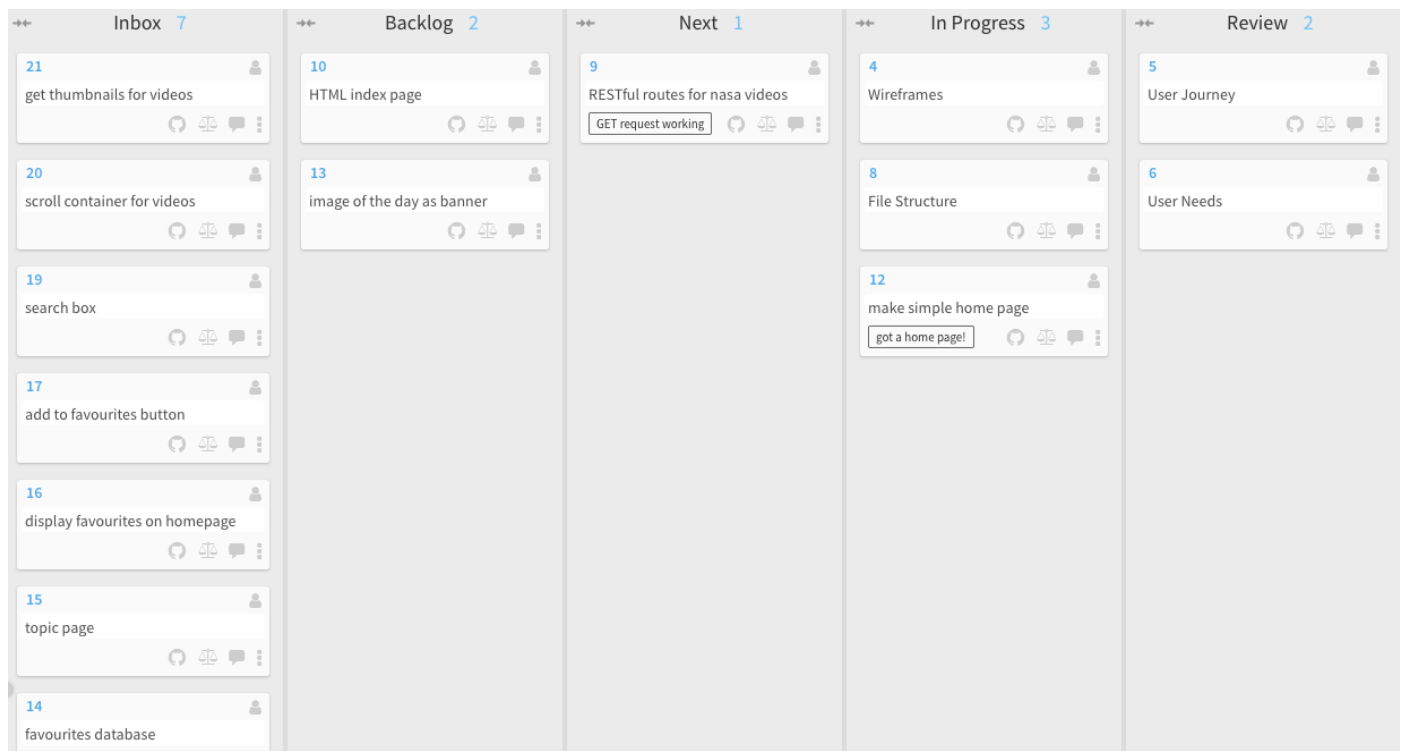 Inbox 7
21
get thumbnails for videos
20
scroll container for videos
19
search box
17
add to favourites button
16
display favourites on homepage
15
topic page
14
favourites database
Backlog 2
10
HTML index page
13
image of the day as banner
Next 1
9
RESTful routes for nasa videos
GET request working
In Progress 3
4
Wireframes
8
File Structure
12
make simple home page
got a home page!
Review 2
5
User Journey
6
User Needs